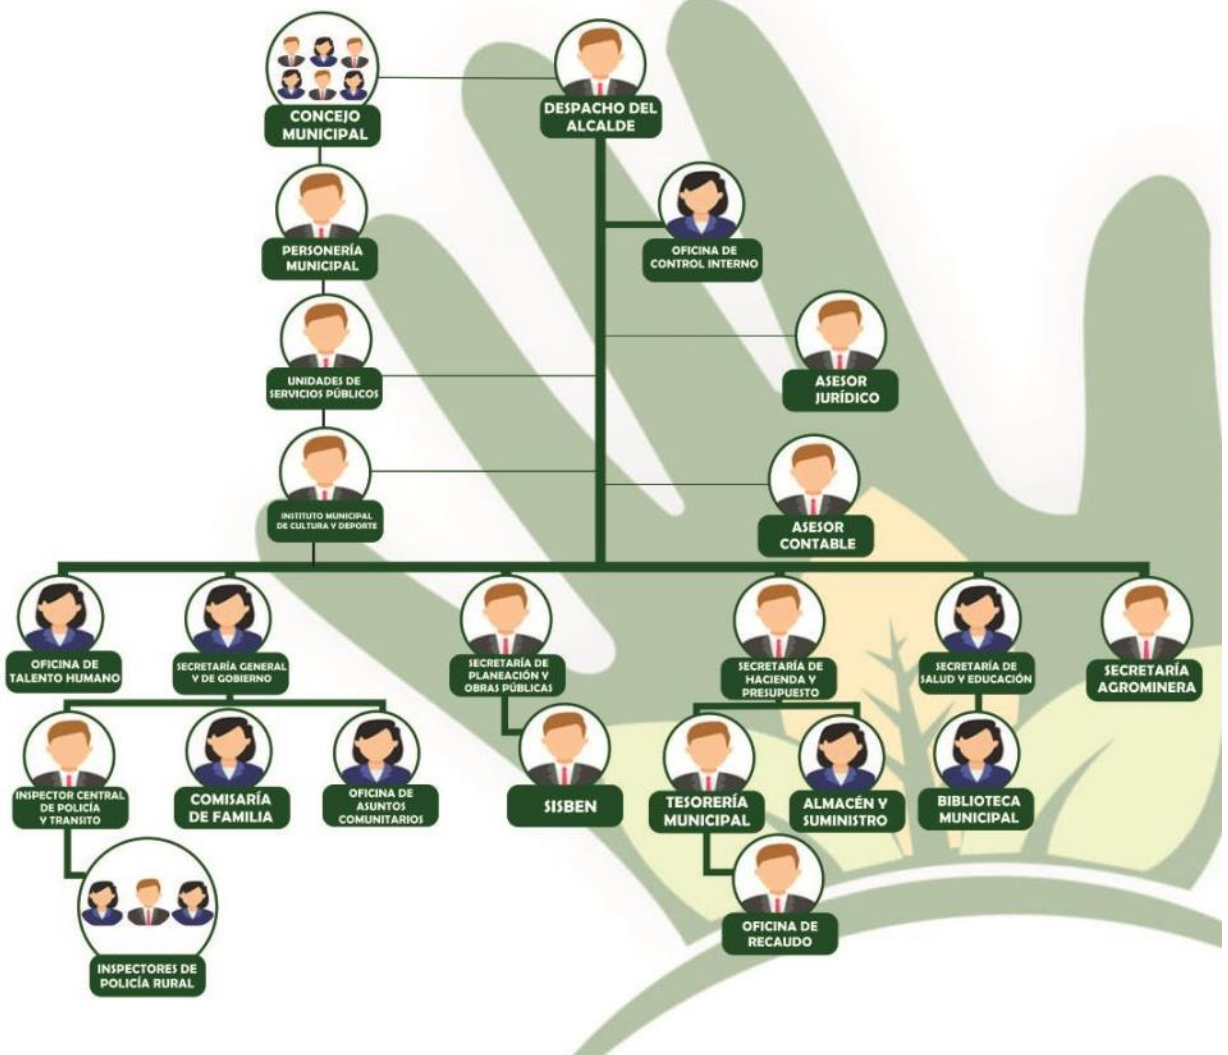 CONCEJO
MUNICIPAL
DESPACHO DEL
ALCALDE
PERSONERÍA
MUNICIPAL
OFICINA DE
CONTROL INTERNO
UNIDADES DE
SERVICIOS PÚBLICOS
ASESOR
JURÍDICO
INSTITUTO MUNICIPAL
DE CULTURA Y DEPORTE
ASESOR
CONTABLE
OFICINA DE
TALENTO HUMANO
SECRETARÍA GENERAL
Y DE GOBIERNO
SECRETARÍA DE
PLANEACIÓN Y
OBRAS PÚBLICAS
SECRETARÍA DE
HACIENDA Y
PRESUPUESTO
SECRETARÍA DE
SALUD Y EDUCACIÓN
SECRETARÍA
AGROMINERA
INSPECTOR CENTRAL
DE POLICÍA
Y TRANSITO
COMISARÍA
DE FAMILIA
OFICINA DE
ASUNTOS
COMUNITARIOS
SISBEN
TESORERÍA
MUNICIPAL
ALMACÉN Y
SUMINISTRO
BIBLIOTECA
MUNICIPAL
OFICINA DE
RECAUDO
INSPECTORES DE
POLICÍA RURAL